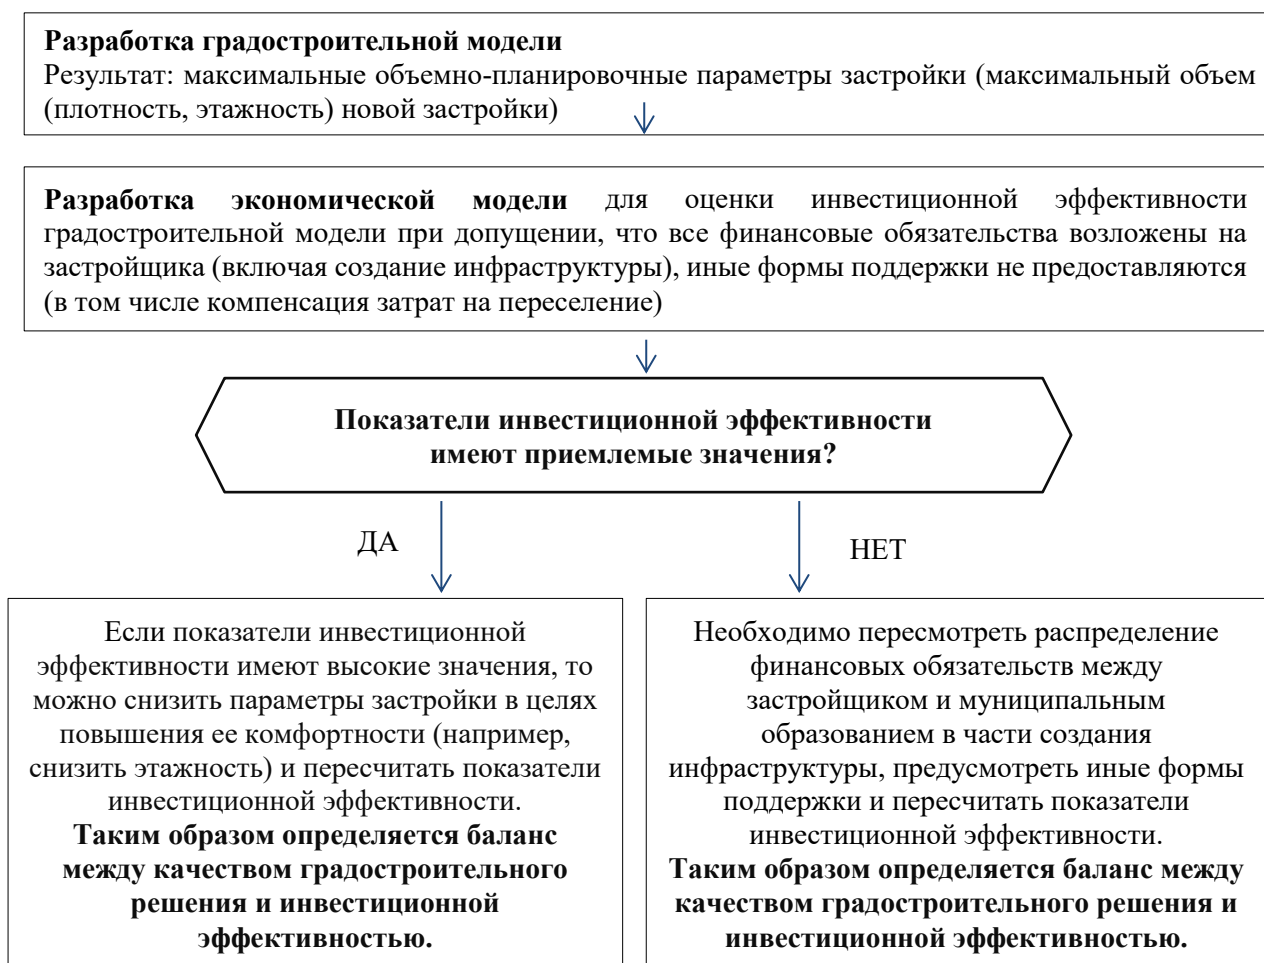 Разработка градостроительной модели
Результат: максимальные объемно-планировочные параметры застройки (максимальный объем
(плотность, этажность) новой застройки)
Разработка экономической модели для оценки инвестиционной эффективности
градостроительной модели при допущении, что все финансовые обязательства возложены на
застройщика (включая создание инфраструктуры), иные формы поддержки не предоставляются
(в том числе компенсация затрат на переселение)
Показатели инвестиционной эффективности
имеют приемлемые значения?
ДА
НЕТ
Если показатели инвестиционной
эффективности имеют высокие значения, то
можно снизить параметры застройки в целях
повышения ее комфортности (например,
снизить этажность) и пересчитать показатели
инвестиционной эффективности.
Таким образом определяется баланс
между качеством градостроительного
решения и инвестиционной
эффективностью.
Необходимо пересмотреть распределение
финансовых обязательств между
застройщиком и муниципальным
образованием в части создания
инфраструктуры, предусмотреть иные формы
поддержки и пересчитать показатели
инвестиционной эффективности.
Таким образом определяется баланс между
качеством градостроительного решения и
инвестиционной эффективностью.